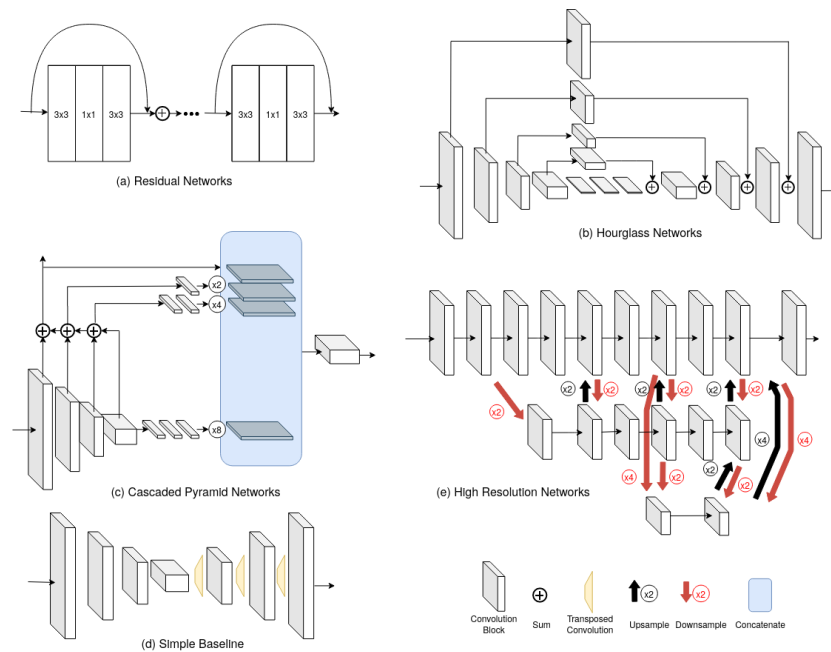 3x3 1x1 3x3 3x3 1x1 3x3
(a) Residual Networks
(b) Hourglass Networks
x2
x4
x8
(c) Cascaded Pyramid Networks
x2 x2 x2 x2 x2 x2
x2
x4 x2 x2 x2 x4 x4
(e) High Resolution Networks
(d) Simple Baseline
Convolution
Block
Sum
Transposed
Convolution
x2
Upsample
x2
Downsample
Concatenate